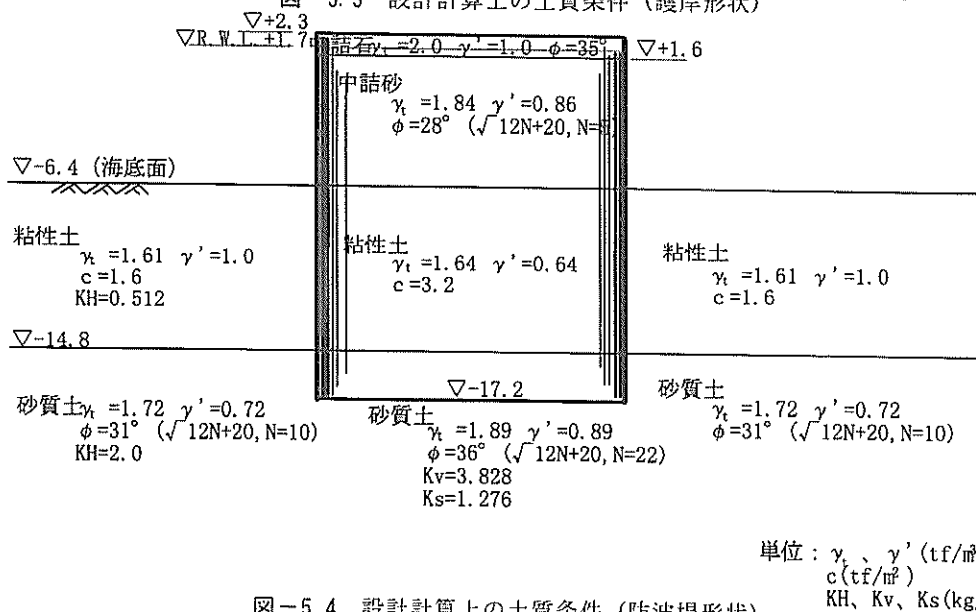 図-5.3 設計計算上の土質条件（護岸形状）
▽+2.3
▽R.W.L. +1.7
詰石γt =2.0 γ'=1.0 φ=35°
▽+1.6
中詰砂
γt =1.84 γ'=0.86
φ=28° (√12N+20, N=
▽-6.4 (海底面)
粘性土
γt =1.61 γ'=1.0
c=1.6
KH=0.512
粘性土
γt =1.64 γ'=0.64
c=3.2
粘性土
γt =1.61 γ'=1.0
c=1.6
▽-14.8
▽-17.2
砂質土
γt =1.72 γ'=0.72
φ=31° (√12N+20, N=10)
KH=2.0
砂質土
γt =1.89 γ'=0.89
φ=36° (√12N+20, N=22)
Kv=3.828
Ks=1.276
砂質土
γt =1.72 γ'=0.72
φ=31° (√12N+20, N=10)
単位：γt、γ'(tf/m³
c(tf/m²)
KH、Kv、Ks(kg
図-5.4 設計計算上の土質条件（防波堤形状）